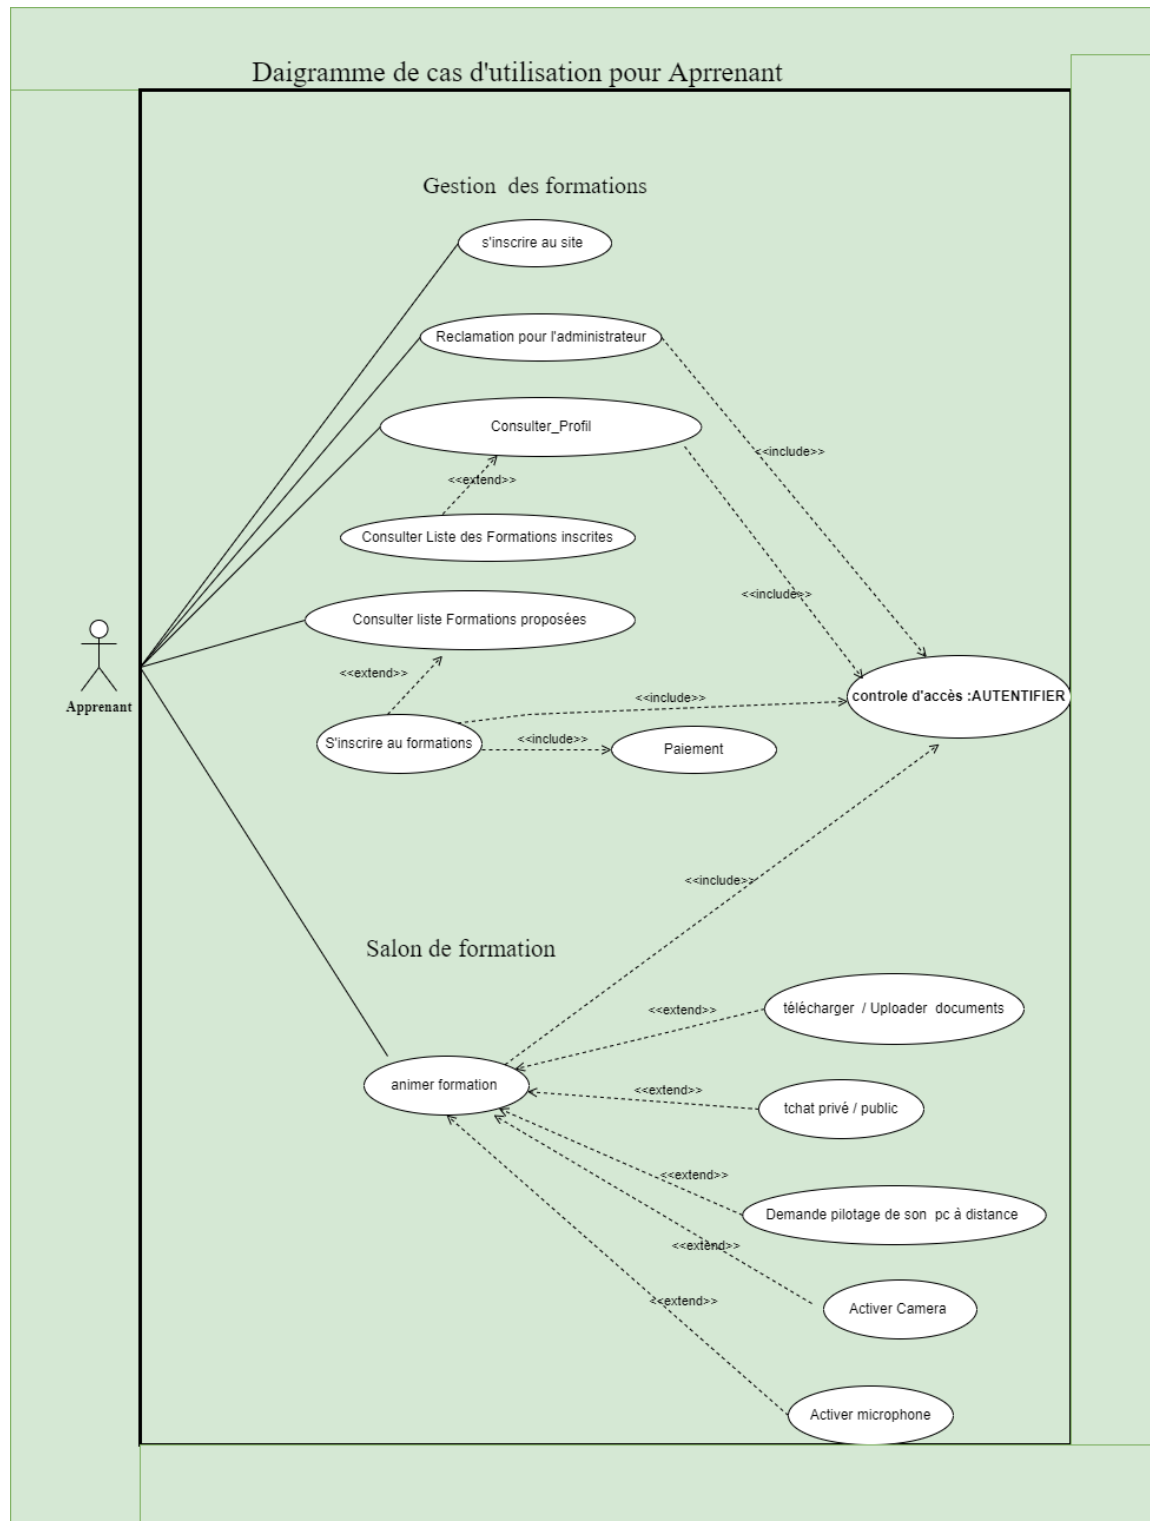 Daigramme de cas d'utilisation pour Aprrenant
Gestion des formations
s'inscrire au site
Reclamation pour l'administrateur
Consulter_Profil
<<include>>
<<extend>>
Consulter Liste des Formations inscrites
<<include>>
Consulter liste Formations proposées
<<extend>>
controle d'accès :AUTENTIFIER
<<include>>
Apprenant
S'inscrire au formations
<<include>>
Paiement
<<include>>
Salon de formation
télécharger / Uploader documents
<<extend>>
animer formation
<<extend>>
tchat privé / public
<<extend>>
Demande pilotage de son pc à distance
<<extend>>
<<extend>>
Activer Camera
Activer microphone